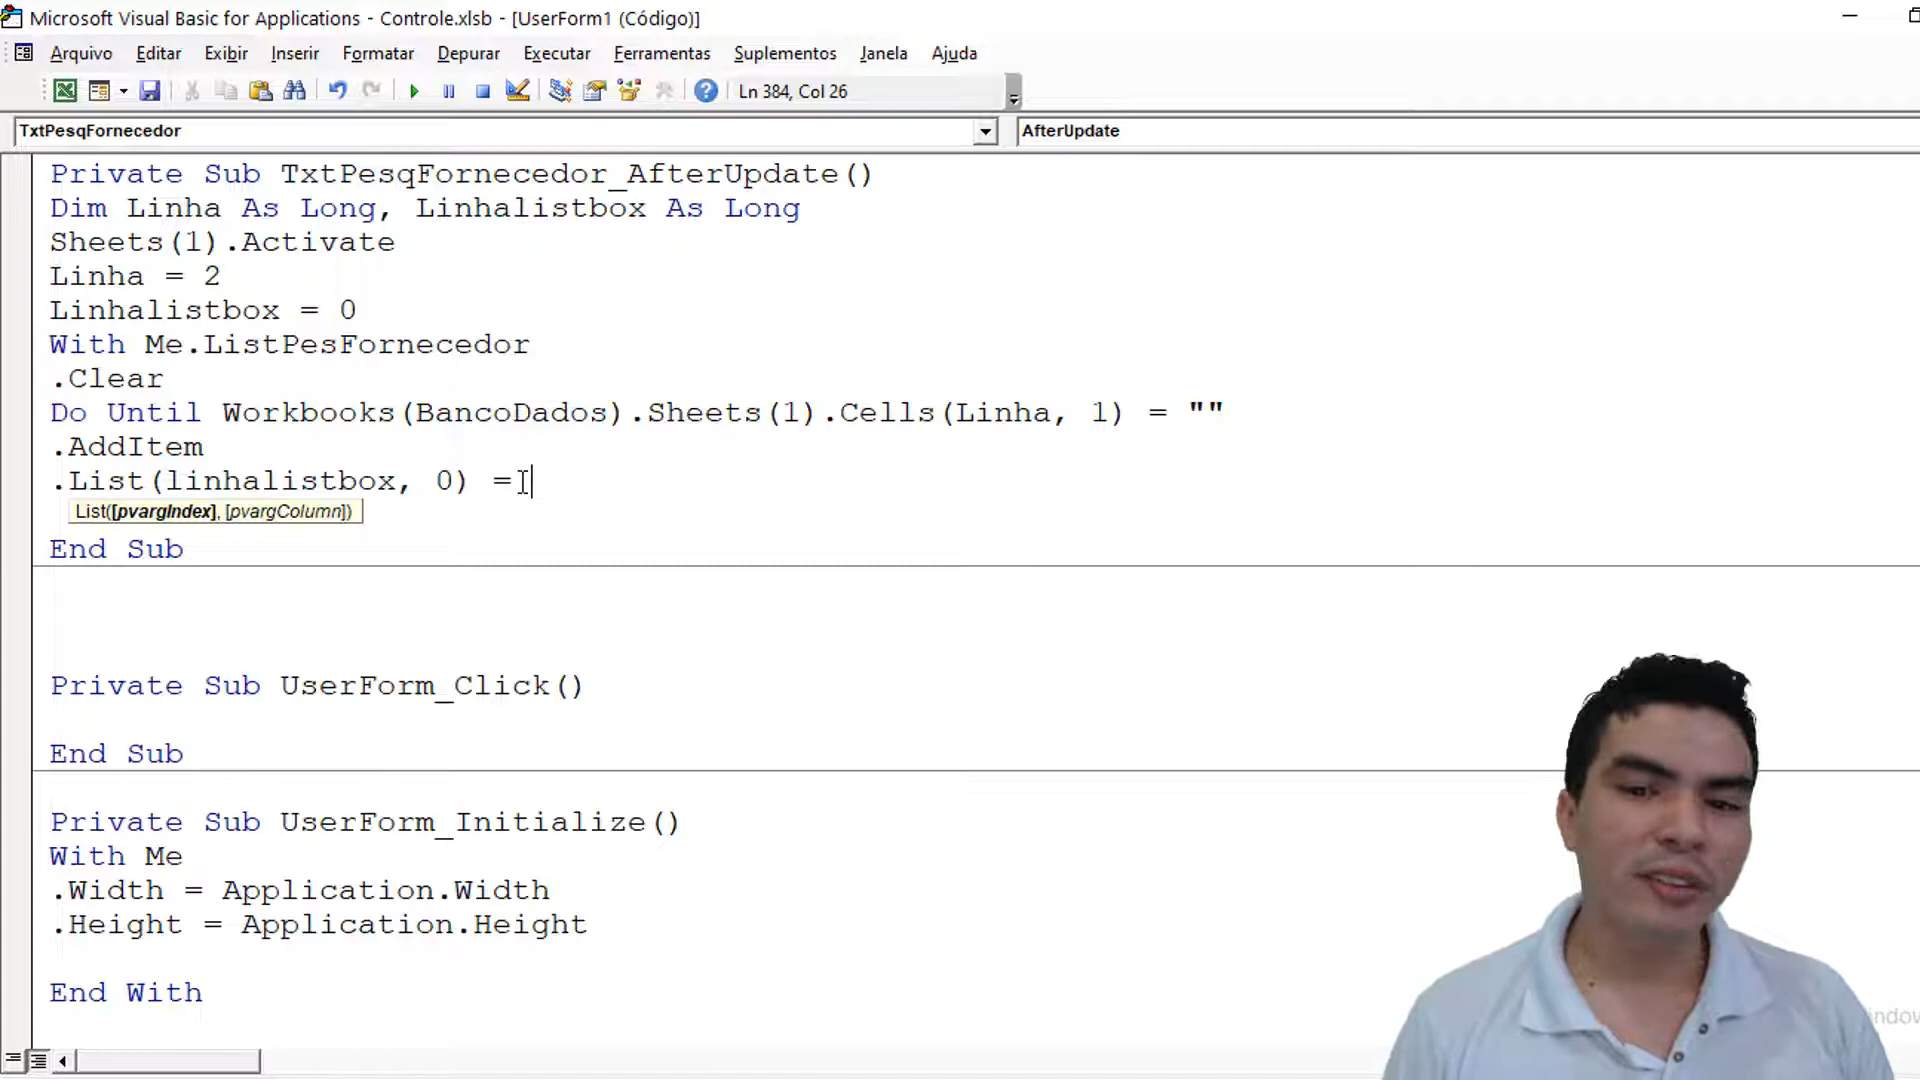 Microsoft Visual Basic for Applications - Controle.xlsb - [UserForm1 (Código)]
Arquivo Editar Exibir Inserir Formatar Depurar Executar Ferramentas Suplementos Janela Ajuda
Ln 384, Col 26
TxtPesqFornecedor AfterUpdate
Private Sub TxtPesqFornecedor_AfterUpdate()
Dim Linha As Long, Linhalistbox As Long
Sheets(1).Activate
Linha = 2
Linhalistbox = 0
With Me.ListPesFornecedor
.Clear
Do Until Workbooks(BancoDados).Sheets(1).Cells(Linha, 1) = ""
.AddItem
.List(linhalistbox, 0) =
List([pvargIndex], [pvargColumn])
End Sub
Private Sub UserForm_Click()
End Sub
Private Sub UserForm_Initialize()
With Me
.Width = Application.Width
.Height = Application.Height
End With